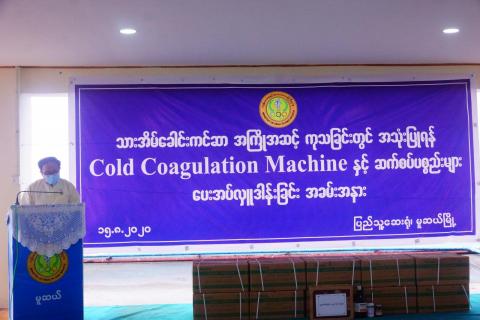 သားအိမ်ခေါင်းကင်ဆာ အကြိုအဆင့် ကုသခြင်းတွင် အသုံးပြုရန်
Cold Coagulation Machine နှင့် ဆက်စပ်ပစ္စည်းများ
ပေးအပ်လှူဒါန်းခြင်း အခမ်းအနား
၁၅.၈.၂၀၂၀
ပြည်သူ့ဆေးရုံ၊ မူဆယ်မြို့
မူဆယ်